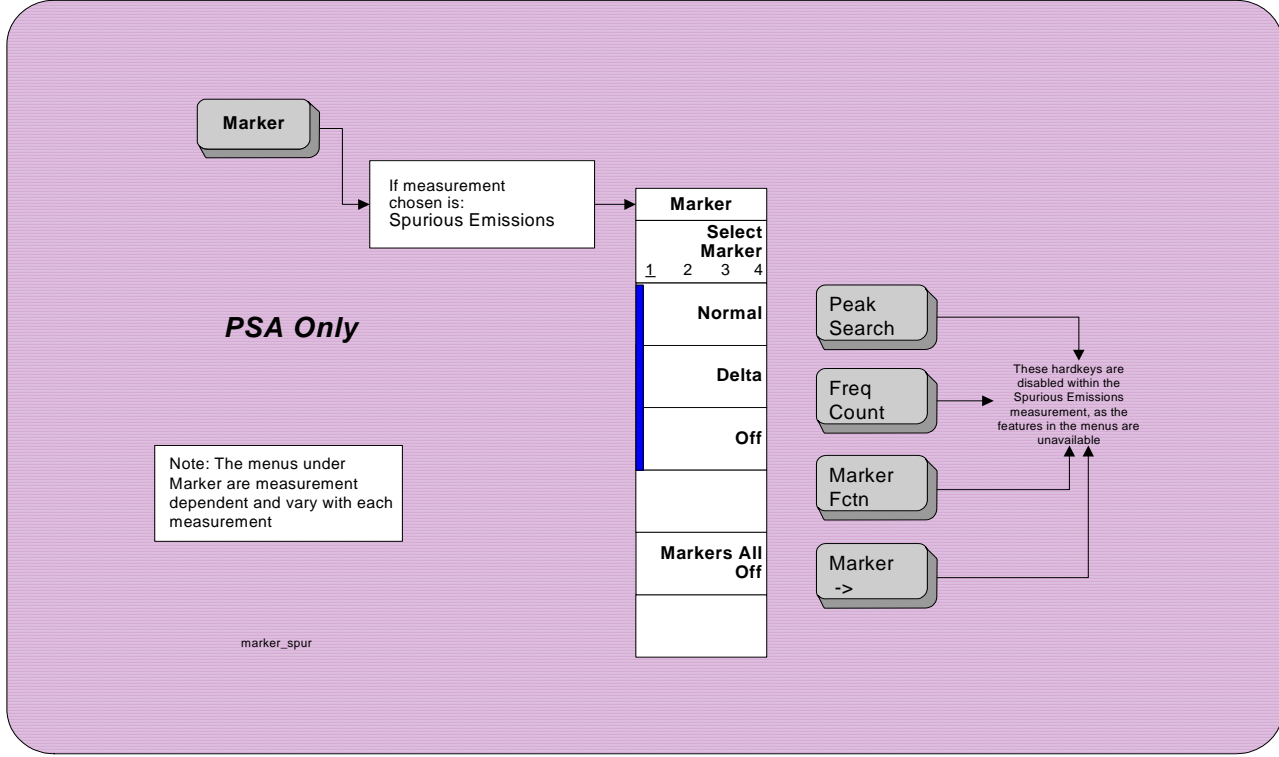 Marker
If measurement
chosen is:
Spurious Emissions
Marker
Select
Marker
1 2 3 4
Normal
Delta
Off
Markers All
Off
PSA Only
Note: The menus under
Marker are measurement
dependent and vary with each
measurement
marker_spur
Peak
Search
Freq
Count
Marker
Fctn
Marker
->
These hardkeys are
disabled within the
Spurious Emissions
measurement, as the
features in the menus are
unavailable